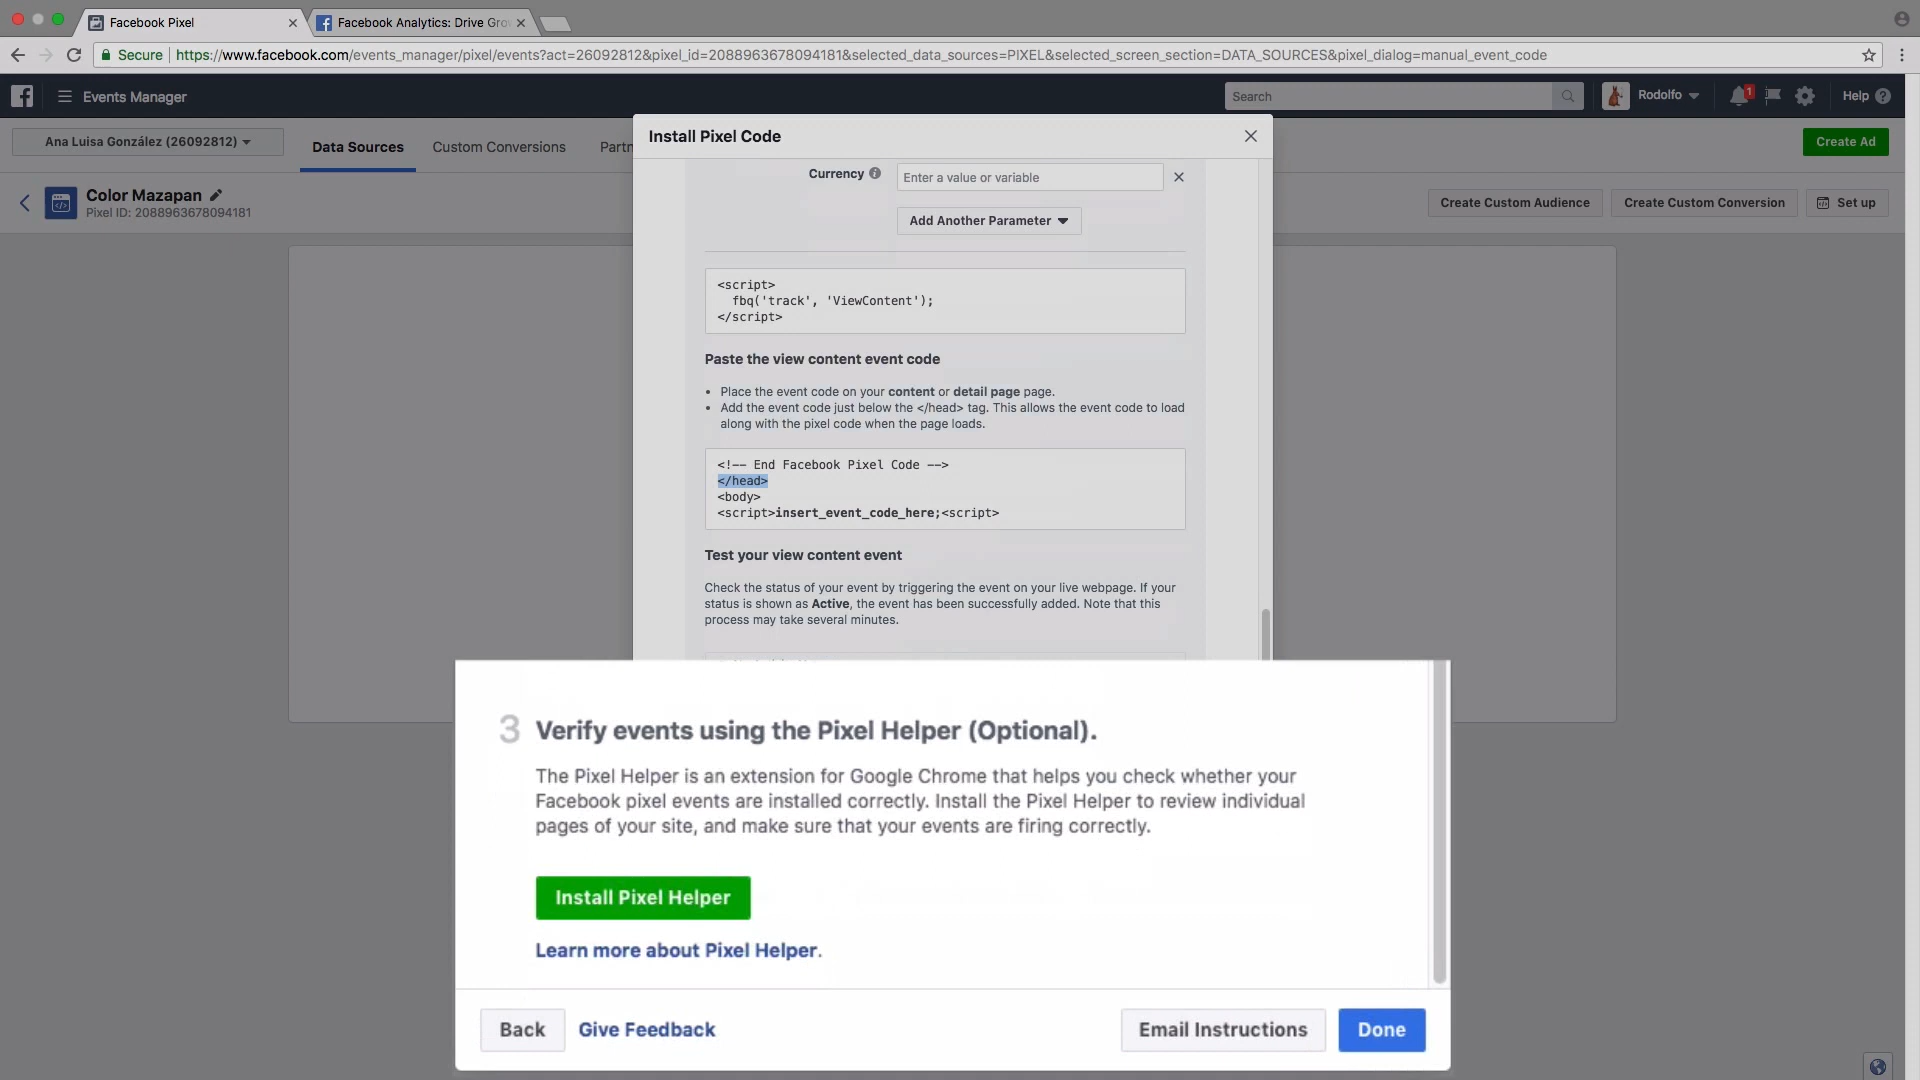 Facebook Pixel
Facebook Analytics: Drive Gro
Secure
https://www.facebook.com/events_manager/pixel/events?act=26092812&pixel_id=2088963678094181&selected_data_sources=PIXEL&selected_screen_section=DATA_SOURCES&pixel_dialog=manual_event_code
Events Manager
Search
Rodolfo
1
Help
Ana Luisa González (26092812)
Data Sources
Custom Conversions
Partn
Create Ad
Color Mazapan
Pixel ID: 2088963678094181
Create Custom Audience
Create Custom Conversion
Set up
Install Pixel Code
Currency
Enter a value or variable
Add Another Parameter
<script>
fbq('track', 'ViewContent');
</script>
Paste the view content event code
• Place the event code on your content or detail page page.
• Add the event code just below the </head> tag. This allows the event code to load
along with the pixel code when the page loads.
<!-- End Facebook Pixel Code -->
</head>
<body>
<script>insert_event_code_here;<script>
Test your view content event
Check the status of your event by triggering the event on your live webpage. If your
status is shown as Active, the event has been successfully added. Note that this
process may take several minutes.
3 Verify events using the Pixel Helper (Optional).
The Pixel Helper is an extension for Google Chrome that helps you check whether your
Facebook pixel events are installed correctly. Install the Pixel Helper to review individual
pages of your site, and make sure that your events are firing correctly.
Install Pixel Helper
Learn more about Pixel Helper.
Back
Give Feedback
Email Instructions
Done